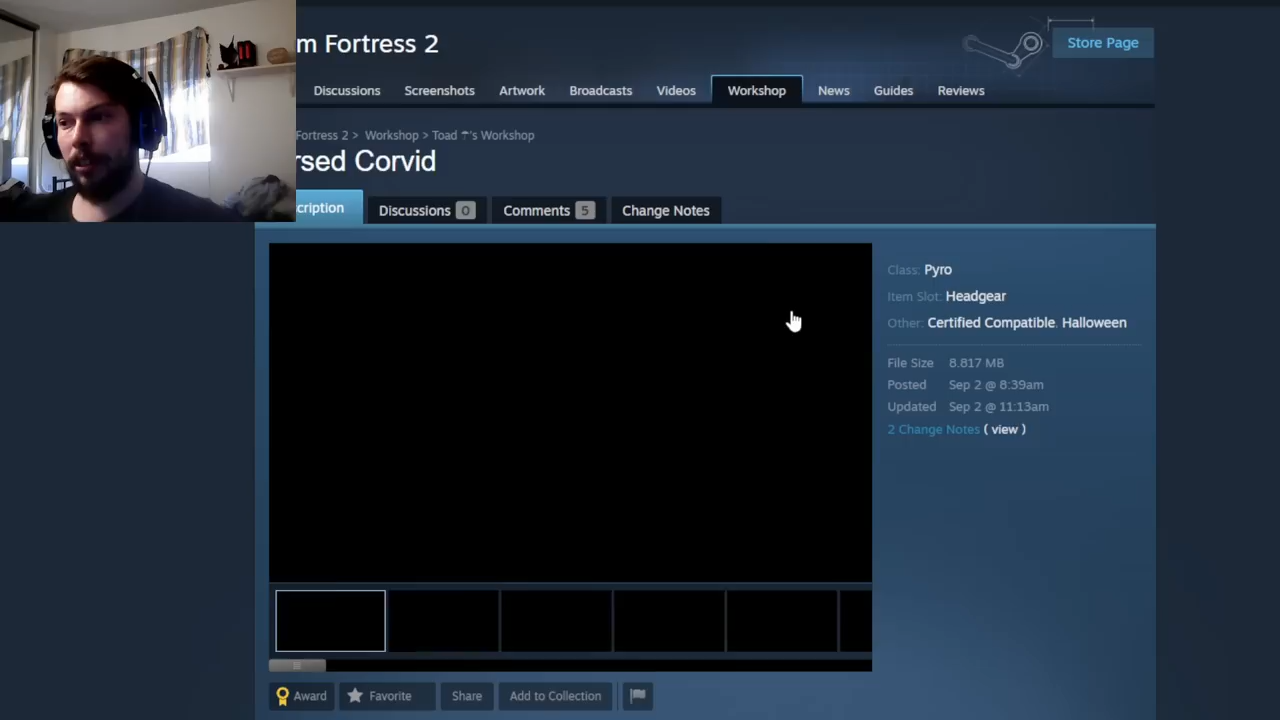 m Fortress 2
Store Page
Discussions Screenshots Artwork Broadcasts Videos Workshop News Guides Reviews
Fortress 2 > Workshop > Toad ☂'s Workshop
rsed Corvid
cription Discussions 0 Comments 5 Change Notes
Class: Pyro
Item Slot: Headgear
Other: Certified Compatible, Halloween
File Size 8.817 MB
Posted Sep 2 @ 8:39am
Updated Sep 2 @ 11:13am
2 Change Notes ( view )
Award Favorite Share Add to Collection